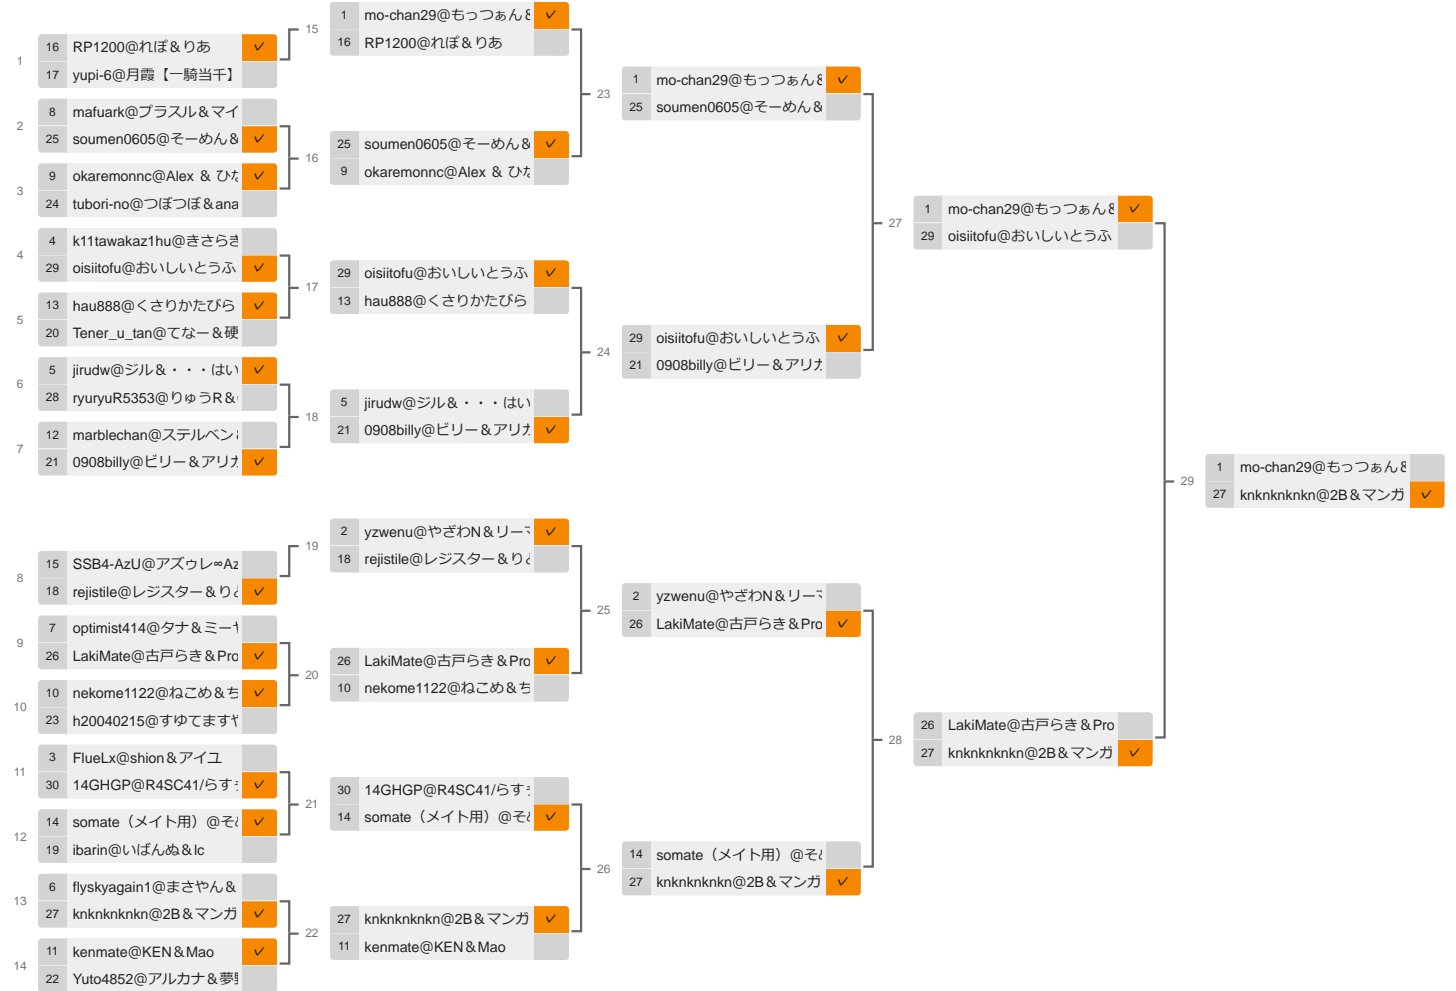 1
16 RP1200@れぽ＆りあ
17 yupi-6@月霞【一騎当千】
2
8 mafuark@プラスル＆マイ
25 soumen0605@そーめん＆
3
9 okaremonnc@Alex ＆ ひ
24 tubori-no@つぼつぼ＆ana
4
4 k11tawakaz1hu@きさらぎ
29 oisiitofu@おいしいとうふ
5
13 hau888@くさりかたびら
20 Tener_u_tan@てなー＆硬
6
5 jirudw@ジル＆・・・はい
28 ryuryuR5353@りゅうR＆
7
12 marblechan@ステルベン
21 0908billy@ビリー＆アリ
8
15 SSB4-AzU@アズゥレ∞Az
18 rejistile@レジスター＆り
9
7 optimist414@タナ＆ミー
26 LakiMate@古戸らき＆Pro
10
10 nekome1122@ねこめ＆ち
23 h20040215@すゆてます
11
3 FlueLx@shion＆アイユ
30 14GHGP@R4SC41/らす
12
14 somate（メイト用）@そ
19 ibarin@いばんぬ＆Ic
13
6 flyskyagain1@まさやん＆
27 knknknknkn@2B＆マンガ
14
11 kenmate@KEN＆Mao
22 Yuto4852@アルカナ＆夢
15
1 mo-chan29@もっつぁん
16 RP1200@れぽ＆りあ
16
25 soumen0605@そーめん＆
9 okaremonnc@Alex ＆ ひ
17
29 oisiitofu@おいしいとうふ
13 hau888@くさりかたびら
18
5 jirudw@ジル＆・・・はい
21 0908billy@ビリー＆アリ
19
2 yzwenu@やざわN＆リー
18 rejistile@レジスター＆り
20
26 LakiMate@古戸らき＆Pro
10 nekome1122@ねこめ＆ち
21
30 14GHGP@R4SC41/らす
14 somate（メイト用）@そ
22
27 knknknknkn@2B＆マンガ
11 kenmate@KEN＆Mao
23
1 mo-chan29@もっつぁん
25 soumen0605@そーめん＆
24
29 oisiitofu@おいしいとうふ
21 0908billy@ビリー＆アリ
25
2 yzwenu@やざわN＆リー
26 LakiMate@古戸らき＆Pro
26
14 somate（メイト用）@そ
27 knknknknkn@2B＆マンガ
27
1 mo-chan29@もっつぁん
29 oisiitofu@おいしいとうふ
28
26 LakiMate@古戸らき＆Pro
27 knknknknkn@2B＆マンガ
29
1 mo-chan29@もっつぁん
27 knknknknkn@2B＆マンガ